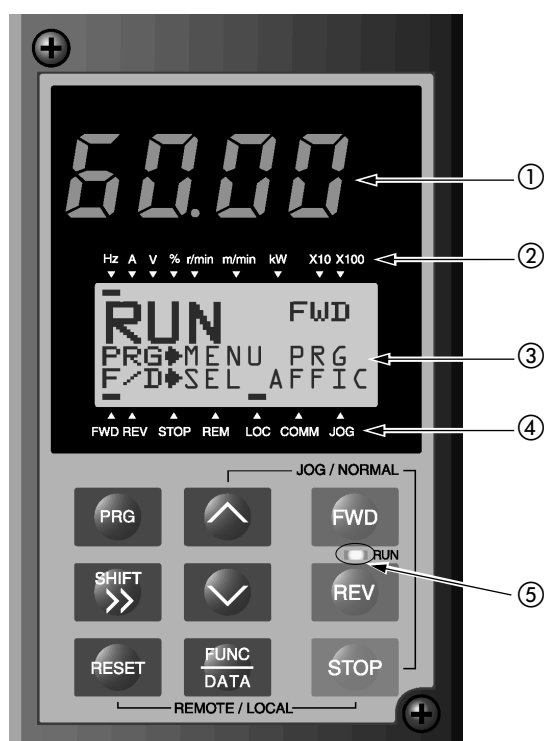 60.00
①
Hz A V % r/min m/min kW X10 X100
②
RUN FWD
PRG➧MENU PRG
③
F/D➧SEL AFFIC
FWD REV STOP REM LOC COMM JOG
④
JOG / NORMAL
PRG
FWD
RUN
SHIFT
>>
REV
⑤
RESET
FUNC
DATA
STOP
REMOTE / LOCAL